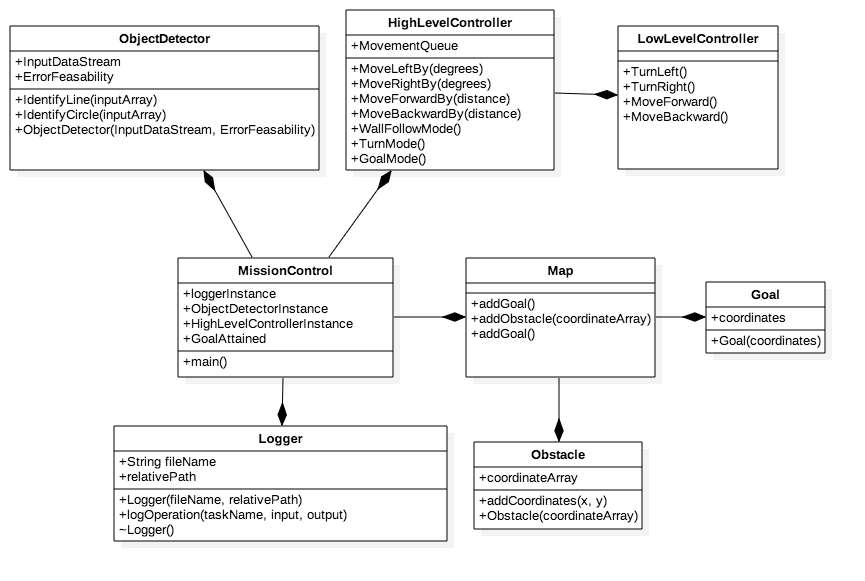 ObjectDetector
+InputDataStream
+ErrorFeasability
+IdentifyLine(inputArray)
+IdentifyCircle(inputArray)
+ObjectDetector(InputDataStream, ErrorFeasability)
HighLevelController
+MovementQueue
+MoveLeftBy(degrees)
+MoveRightBy(degrees)
+MoveForwardBy(distance)
+MoveBackwardBy(distance)
+WallFollowMode()
+TurnMode()
+GoalMode()
LowLevelController
+TurnLeft()
+TurnRight()
+MoveForward()
+MoveBackward()
MissionControl
+loggerInstance
+ObjectDetectorInstance
+HighLevelControllerInstance
+GoalAttained
+main()
Map
+addGoal()
+addObstacle(coordinateArray)
+addGoal()
Goal
+coordinates
+Goal(coordinates)
Logger
+String fileName
+relativePath
+Logger(fileName, relativePath)
+logOperation(taskName, input, output)
~Logger()
Obstacle
+coordinateArray
+addCoordinates(x, y)
+Obstacle(coordinateArray)